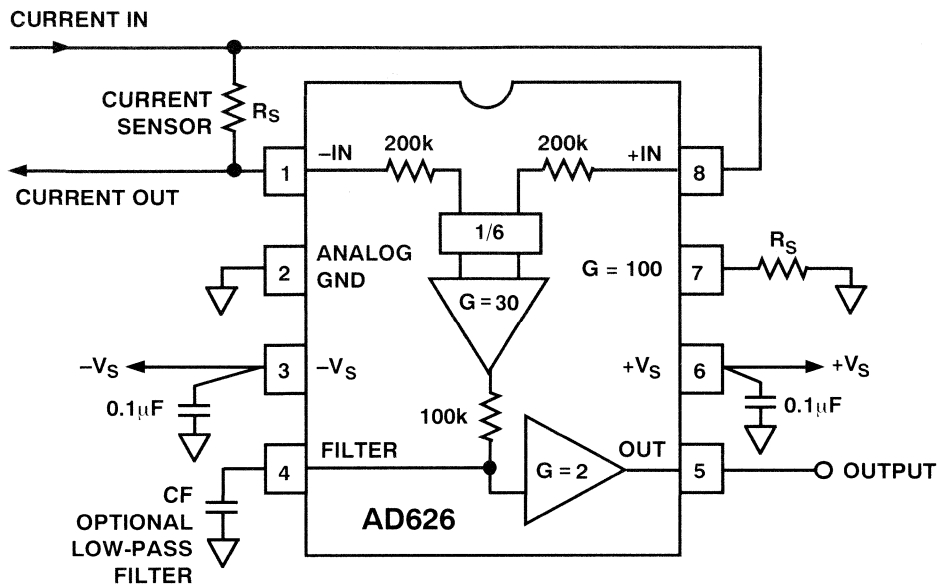 CURRENT IN
CURRENT
SENSOR
RS
CURRENT OUT
1
–IN
200k
200k
+IN
8
1/6
2
ANALOG
GND
G = 30
G = 100
7
RS
–VS
3
–VS
0.1µF
+VS
6
+VS
0.1µF
100k
4
FILTER
G = 2
OUT
5
OUTPUT
CF
OPTIONAL
LOW-PASS
FILTER
AD626